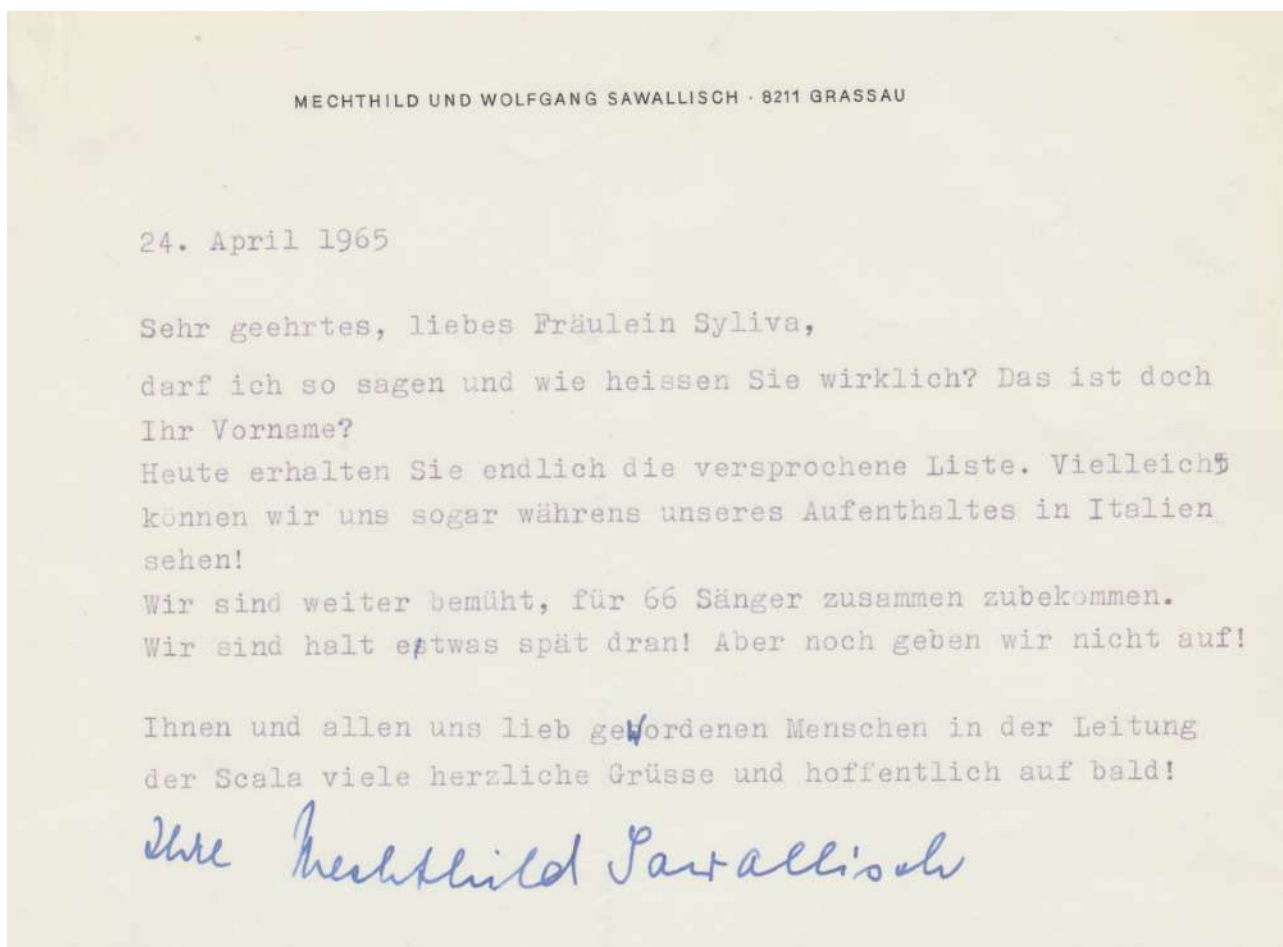 MECHTHILD UND WOLFGANG SAWALLISCH · 8211 GRASSAU
24. April 1965
Sehr geehrtes, liebes Fräulein Syliva,
darf ich so sagen und wie heissen Sie wirklich? Das ist doch
Ihr Vorname?
Heute erhalten Sie endlich die versprochene Liste. Vielleicht
können wir uns sogar währens unseres Aufenthaltes in Italien
sehen!
Wir sind weiter bemüht, für 66 Sänger zusammen zubekommen.
Wir sind halt etwas spät dran! Aber noch geben wir nicht auf!
Ihnen und allen uns lieb gewordenen Menschen in der Leitung
der Scala viele herzliche Grüsse und hoffentlich auf bald!
Ihre Mechthild Sawallisch